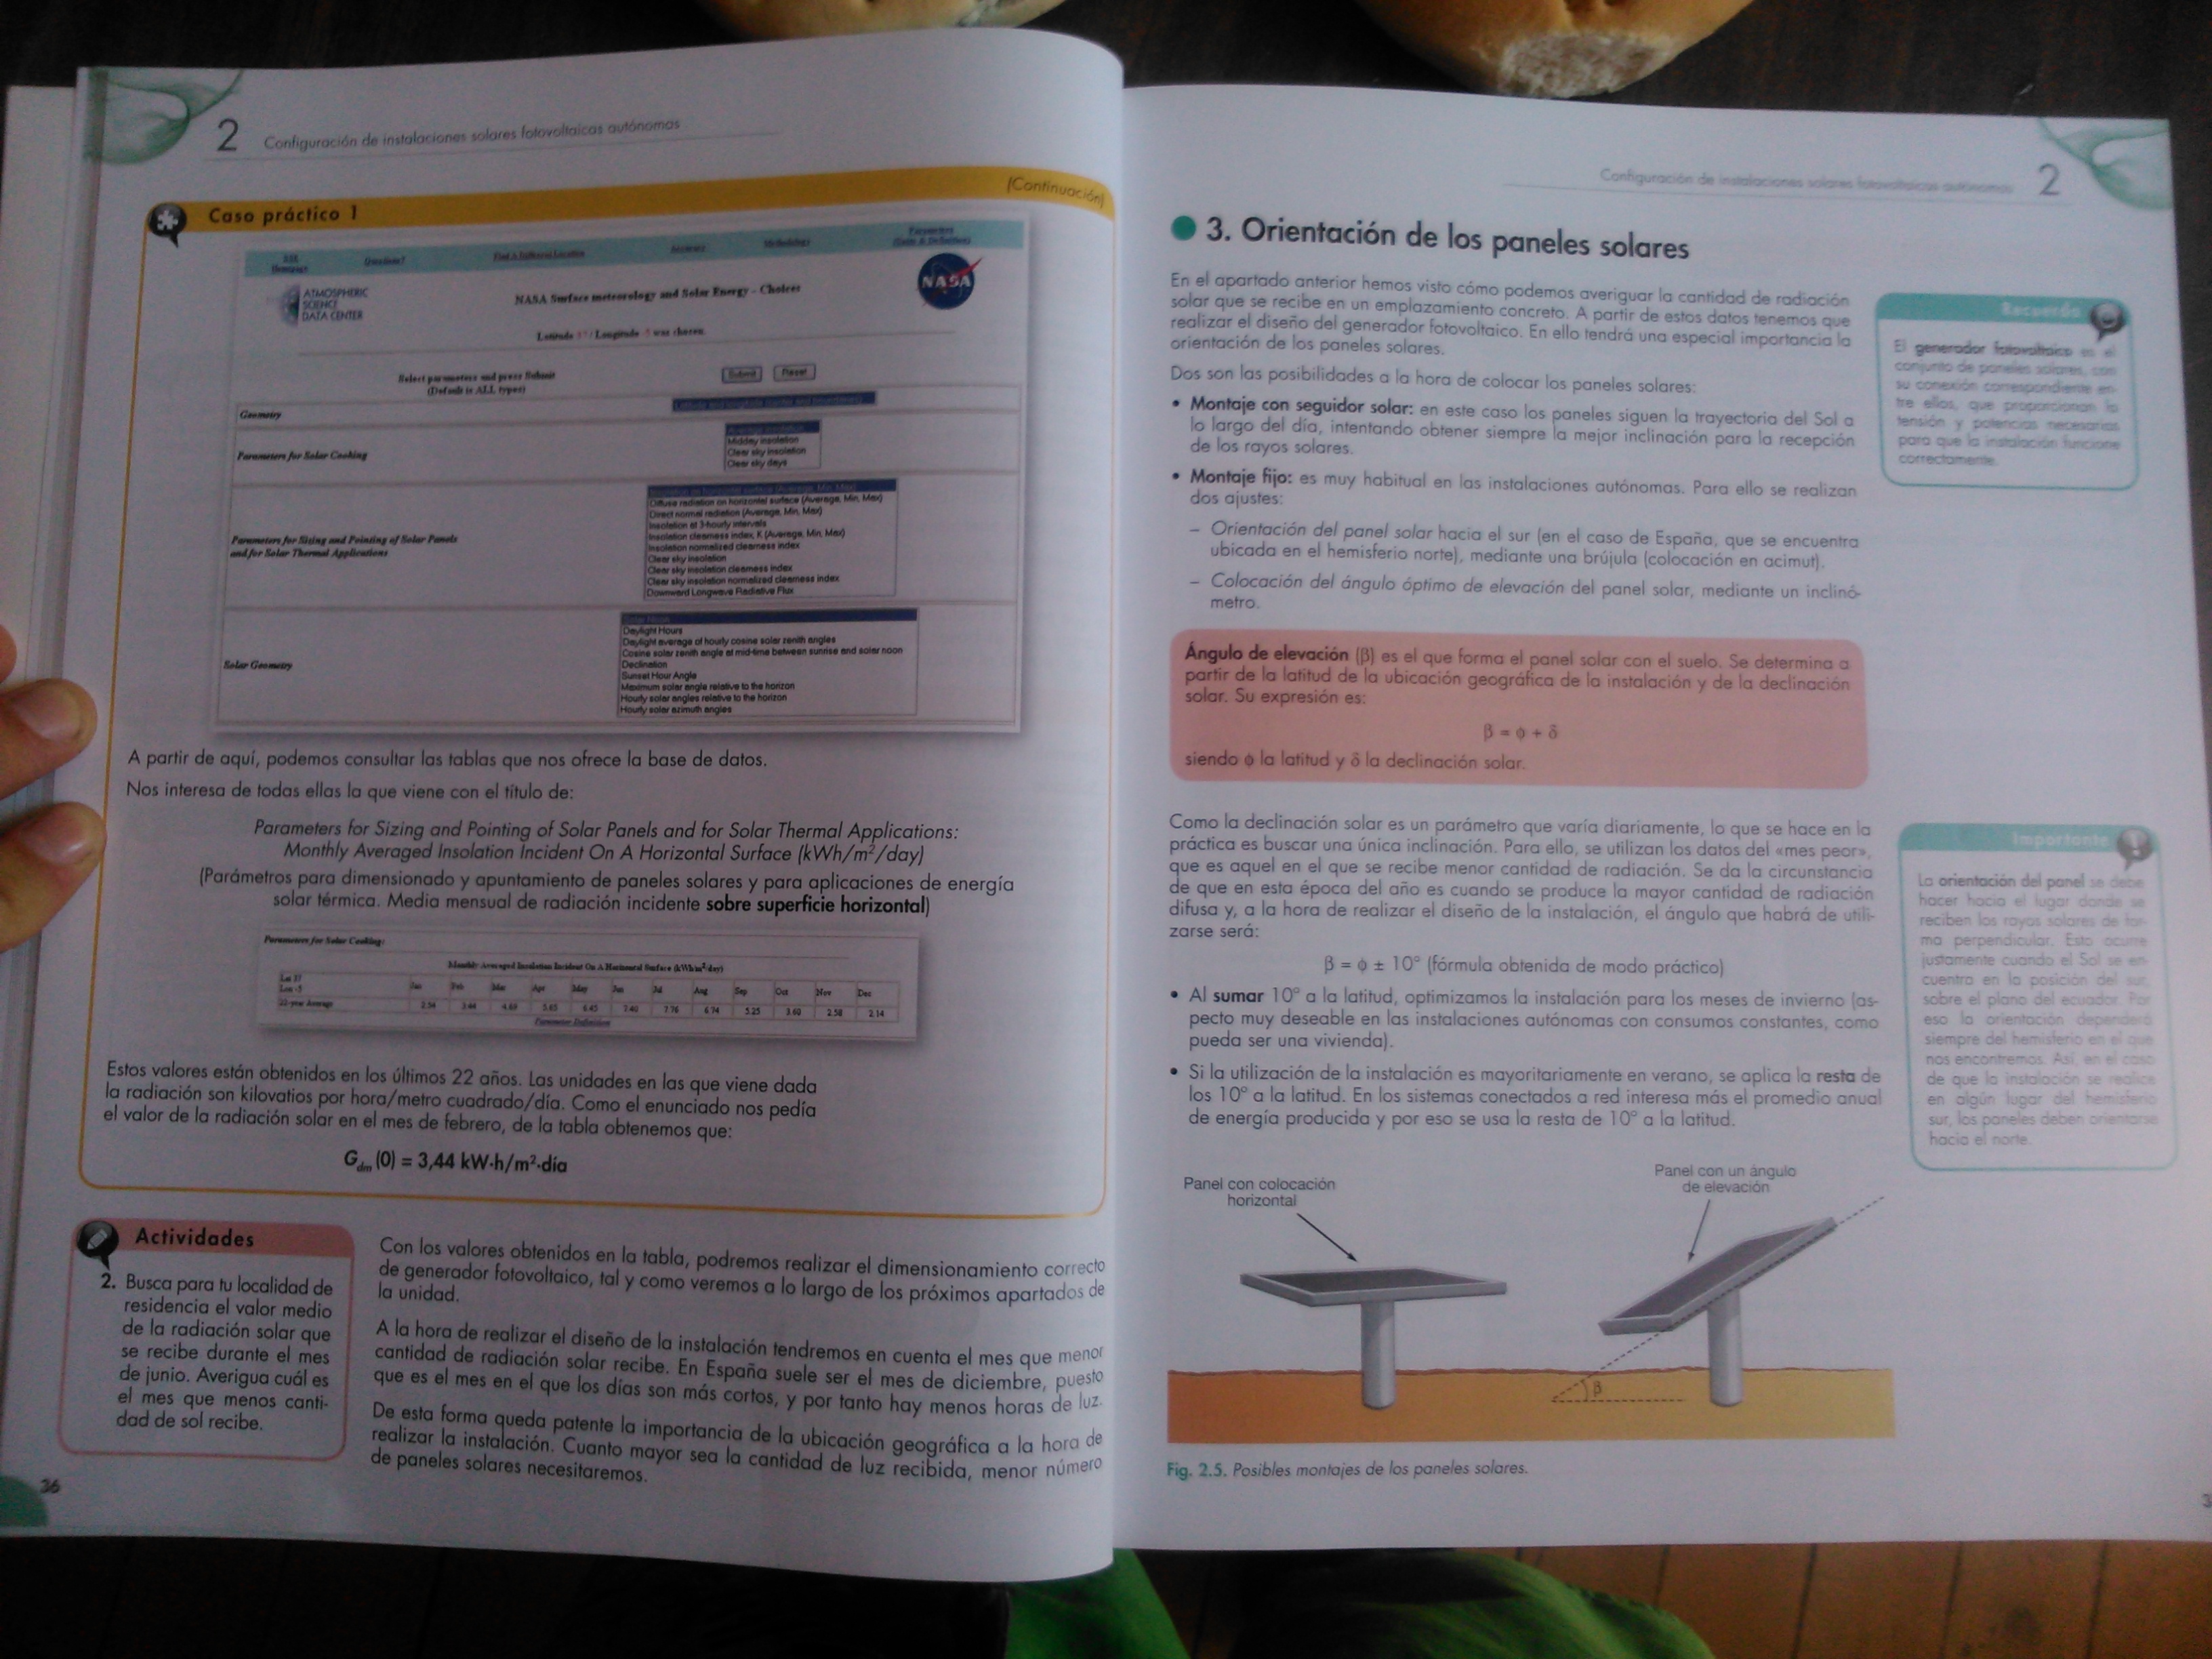 2 Configuración de instalaciones solares fotovoltaicas autónomas
(Continuación)
Caso práctico 1
Questions?
Find A Different Location
Accuracy
Methodology
Parameters
(Units & Definition)
ATMOSPHERIC
SCIENCE
DATA CENTER
NASA Surface meteorology and Solar Energy - Choices
NASA
Latitude 37 / Longitude -5 was chosen.
Select parameters and press Submit
(Default is ALL types)
Submit Reset
Geometry
Latitude and longitude (center and boundaries)
Parameters for Solar Cooking
Average insolation
Midday insolation
Clear sky insolation
Clear sky days
Parameters for Sizing and Pointing of Solar Panels
and for Solar Thermal Applications
Insolation on horizontal surface (Average, Min, Max)
Diffuse radiation on horizontal surface (Average, Min, Max)
Direct normal radiation (Average, Min, Max)
Insolation at 3-hourly intervals
Insolation clearness index, K (Average, Min, Max)
Insolation normalized clearness index
Clear sky insolation
Clear sky insolation clearness index
Clear sky insolation normalized clearness index
Downward Longwave Radiative Flux
Solar Geometry
Solar Noon
Daylight Hours
Daylight average of hourly cosine solar zenith angles
Cosine solar zenith angle at mid-time between sunrise and solar noon
Declination
Sunset Hour Angle
Maximum solar angle relative to the horizon
Hourly solar angles relative to the horizon
Hourly solar azimuth angles
A partir de aquí, podemos consultar las tablas que nos ofrece la base de datos.
Nos interesa de todas ellas la que viene con el título de:
Parameters for Sizing and Pointing of Solar Panels and for Solar Thermal Applications:
Monthly Averaged Insolation Incident On A Horizontal Surface (kWh/m²/day)
(Parámetros para dimensionado y apuntamiento de paneles solares y para aplicaciones de energía
solar térmica. Media mensual de radiación incidente sobre superficie horizontal)
Parameters for Solar Cooking:
Monthly Averaged Insolation Incident On A Horizontal Surface (kWh/m²/day)
Lat 37
Lon -5 Jan Feb Mar Apr May Jun Jul Aug Sep Oct Nov Dec
22-year Average 2.54 3.44 4.69 5.65 6.45 7.40 7.76 6.74 5.25 3.60 2.58 2.14
Parameter Definition
Estos valores están obtenidos en los últimos 22 años. Las unidades en las que viene dada
la radiación son kilovatios por hora/metro cuadrado/día. Como el enunciado nos pedía
el valor de la radiación solar en el mes de febrero, de la tabla obtenemos que:
Gdm (0) = 3,44 kW·h/m²·día
Actividades
2. Busca para tu localidad de
residencia el valor medio
de la radiación solar que
se recibe durante el mes
de junio. Averigua cuál es
el mes que menos canti-
dad de sol recibe.
Con los valores obtenidos en la tabla, podremos realizar el dimensionamiento correcto
de generador fotovoltaico, tal y como veremos a lo largo de los próximos apartados de
la unidad.
A la hora de realizar el diseño de la instalación tendremos en cuenta el mes que menor
cantidad de radiación solar recibe. En España suele ser el mes de diciembre, puesto
que es el mes en el que los días son más cortos, y por tanto hay menos horas de luz.
De esta forma queda patente la importancia de la ubicación geográfica a la hora de
realizar la instalación. Cuanto mayor sea la cantidad de luz recibida, menor número
de paneles solares necesitaremos.
36
Configuración de instalaciones solares fotovoltaicas autónomas 2
3. Orientación de los paneles solares
En el apartado anterior hemos visto cómo podemos averiguar la cantidad de radiación
solar que se recibe en un emplazamiento concreto. A partir de estos datos tenemos que
realizar el diseño del generador fotovoltaico. En ello tendrá una especial importancia la
orientación de los paneles solares.
Dos son las posibilidades a la hora de colocar los paneles solares:
• Montaje con seguidor solar: en este caso los paneles siguen la trayectoria del Sol a
lo largo del día, intentando obtener siempre la mejor inclinación para la recepción
de los rayos solares.
• Montaje fijo: es muy habitual en las instalaciones autónomas. Para ello se realizan
dos ajustes:
– Orientación del panel solar hacia el sur (en el caso de España, que se encuentra
ubicada en el hemisferio norte), mediante una brújula (colocación en acimut).
– Colocación del ángulo óptimo de elevación del panel solar, mediante un inclinó-
metro.
Ángulo de elevación (β) es el que forma el panel solar con el suelo. Se determina a
partir de la latitud de la ubicación geográfica de la instalación y de la declinación
solar. Su expresión es:
β = ϕ + δ
siendo ϕ la latitud y δ la declinación solar.
Como la declinación solar es un parámetro que varía diariamente, lo que se hace en la
práctica es buscar una única inclinación. Para ello, se utilizan los datos del «mes peor»,
que es aquel en el que se recibe menor cantidad de radiación. Se da la circunstancia
de que en esta época del año es cuando se produce la mayor cantidad de radiación
difusa y, a la hora de realizar el diseño de la instalación, el ángulo que habrá de utili-
zarse será:
β = ϕ ± 10° (fórmula obtenida de modo práctico)
• Al sumar 10° a la latitud, optimizamos la instalación para los meses de invierno (as-
pecto muy deseable en las instalaciones autónomas con consumos constantes, como
pueda ser una vivienda).
• Si la utilización de la instalación es mayoritariamente en verano, se aplica la resta de
los 10° a la latitud. En los sistemas conectados a red interesa más el promedio anual
de energía producida y por eso se usa la resta de 10° a la latitud.
Panel con colocación
horizontal
Panel con un ángulo
de elevación
β
Fig. 2.5. Posibles montajes de los paneles solares.
Recuerda
El generador fotovoltaico es el
conjunto de paneles solares, con
su conexión correspondiente en-
tre ellos, que proporcionan la
tensión y potencias necesarias
para que la instalación funcione
correctamente.
Importante
La orientación del panel se debe
hacer hacia el lugar donde se
reciben los rayos solares de for-
ma perpendicular. Esto ocurre
justamente cuando el Sol se en-
cuentra en la posición del sur,
sobre el plano del ecuador. Por
eso la orientación dependerá
siempre del hemisferio en el que
nos encontremos. Así, en el caso
de que la instalación se realice
en algún lugar del hemisferio
sur, los paneles deben orientarse
hacia el norte.